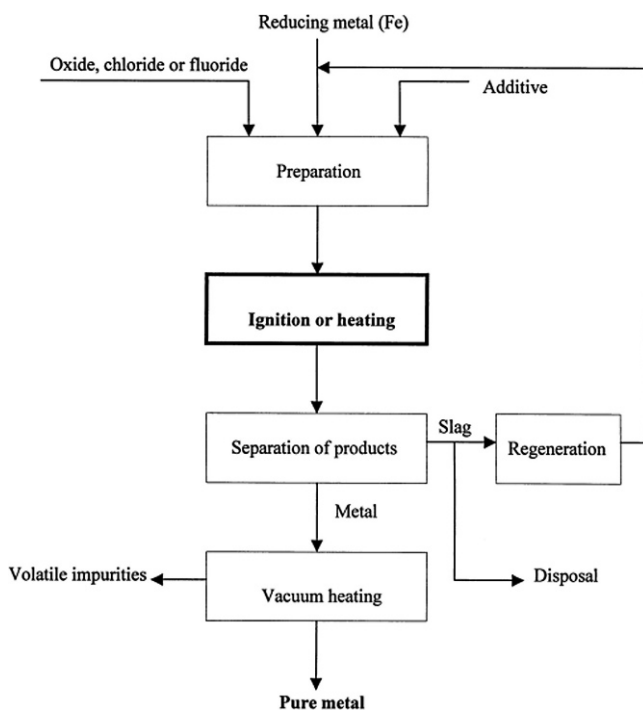 Reducing metal (Fe)
Oxide, chloride or fluoride
Additive
Preparation
Ignition or heating
Separation of products
Slag
Regeneration
Metal
Volatile impurities
Vacuum heating
Disposal
Pure metal